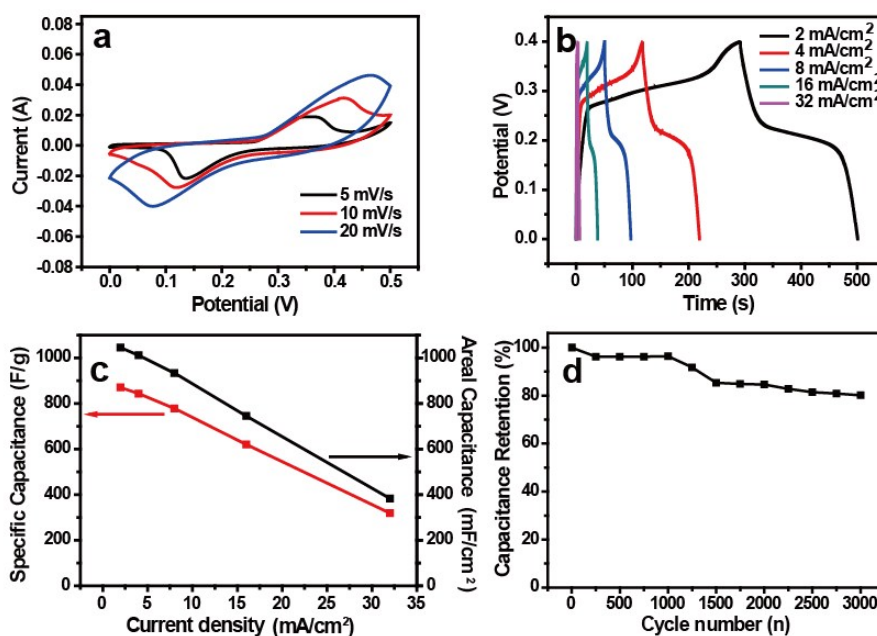 a
Current (A)
0.08
0.06
0.04
0.02
0.00
-0.02
-0.04
-0.06
-0.08
5 mV/s
10 mV/s
20 mV/s
0.0 0.1 0.2 0.3 0.4 0.5
Potential (V)
b
Potential (V)
0.4
0.3
0.2
0.1
0.0
2 mA/cm²
4 mA/cm²
8 mA/cm²
16 mA/cm²
32 mA/cm²
0 100 200 300 400 500
Time (s)
c
Specific Capacitance (F/g)
1000
800
600
400
200
0
Areal Capacitance (mF/cm²)
1000
800
600
400
200
0
0 5 10 15 20 25 30 35
Current density (mA/cm²)
d
Capacitance Retention (%)
100
80
60
40
20
0
0 500 1000 1500 2000 2500 3000
Cycle number (n)